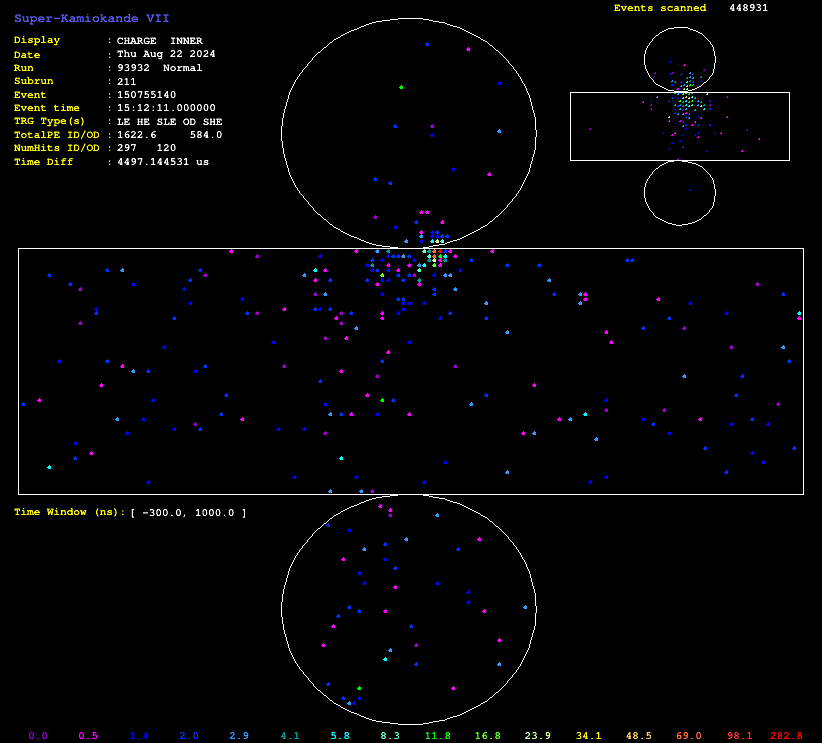 Super-Kamiokande VII
Events scanned 448931
Display : CHARGE INNER
Date : Thu Aug 22 2024
Run : 93932 Normal
Subrun : 211
Event : 150755140
Event time : 15:12:11.000000
TRG Type(s) : LE HE SLE OD SHE
TotalPE ID/OD : 1622.6 584.0
NumHits ID/OD : 297 120
Time Diff : 4497.144531 us
Time Window (ns): [ -300.0, 1000.0 ]
0.0 0.5 1.4 2.0 2.9 4.1 5.8 8.3 11.8 16.8 23.9 34.1 48.5 69.0 98.1 282.8